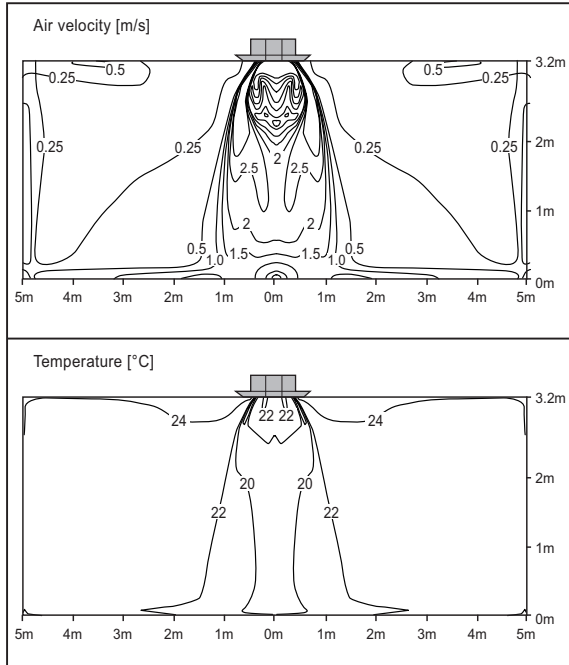 Air velocity [m/s]
3.2m
0.5 0.5
0.25 0.25
0.25 0.25 0.25 0.25
2m
2
2.5 2.5
1m
2 2
0.5 0.5
1.5 1.5
1.0 1.0
0m
5m 4m 3m 2m 1m 0m 1m 2m 3m 4m 5m
Temperature [°C]
3.2m
22 22
24 24
2m
20 20
22 22
1m
0m
5m 4m 3m 2m 1m 0m 1m 2m 3m 4m 5m